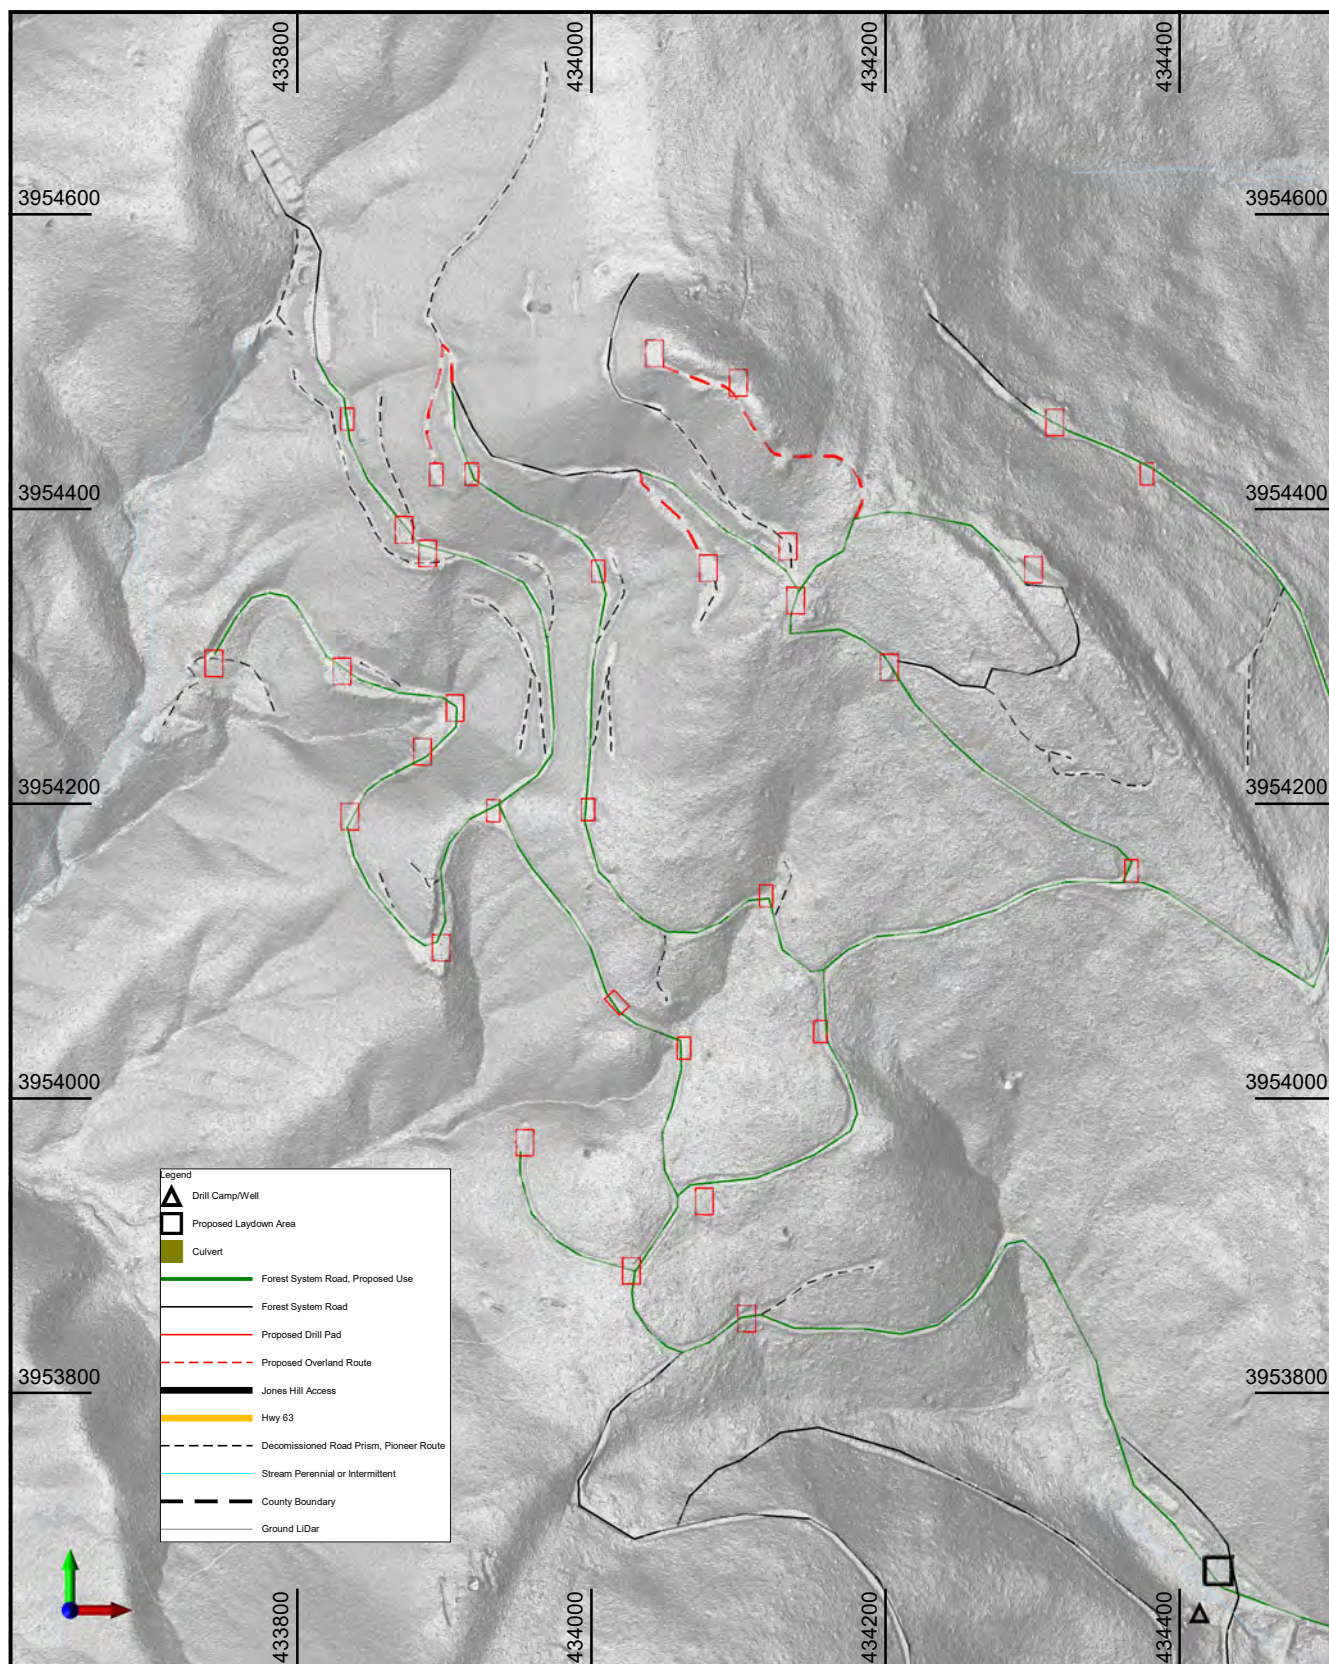 433800
434000
434200
434400
3954600
3954600
3954400
3954400
3954200
3954200
3954000
3954000
3953800
3953800
Legend
Drill Camp/Well
Proposed Laydown Area
Culvert
Forest System Road, Proposed Use
Forest System Road
Proposed Drill Pad
Proposed Overland Route
Jones Hill Access
Hwy 63
Decomissioned Road Prism, Pioneer Route
Stream Perennial or Intermittent
County Boundary
Ground LiDar
433800
434000
434200
434400